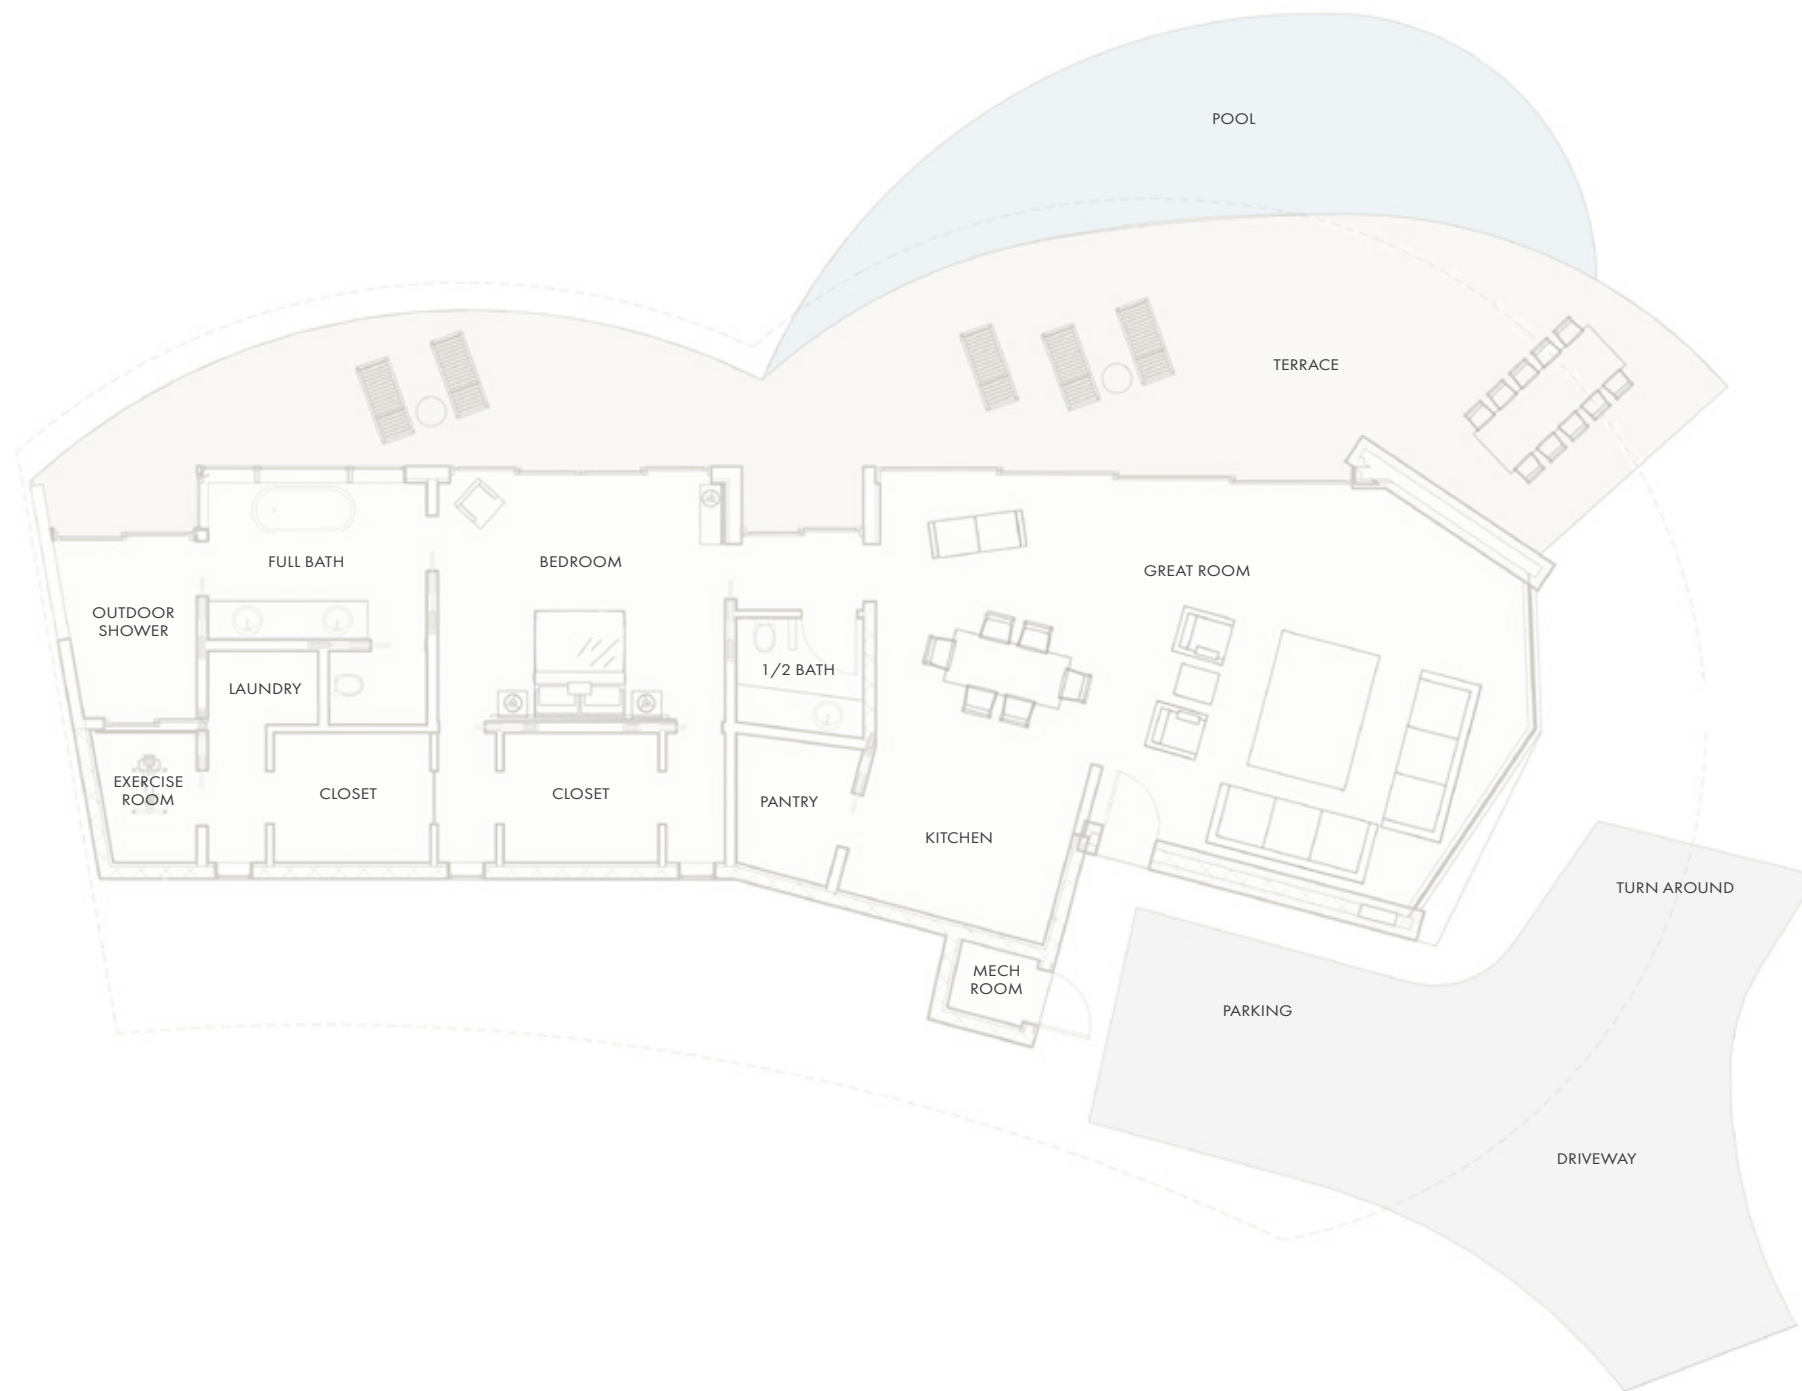 POOL
TERRACE
FULL BATH
BEDROOM
GREAT ROOM
OUTDOOR
SHOWER
1/2 BATH
LAUNDRY
EXERCISE
ROOM
CLOSET
CLOSET
PANTRY
KITCHEN
TURN AROUND
MECH
ROOM
PARKING
DRIVEWAY